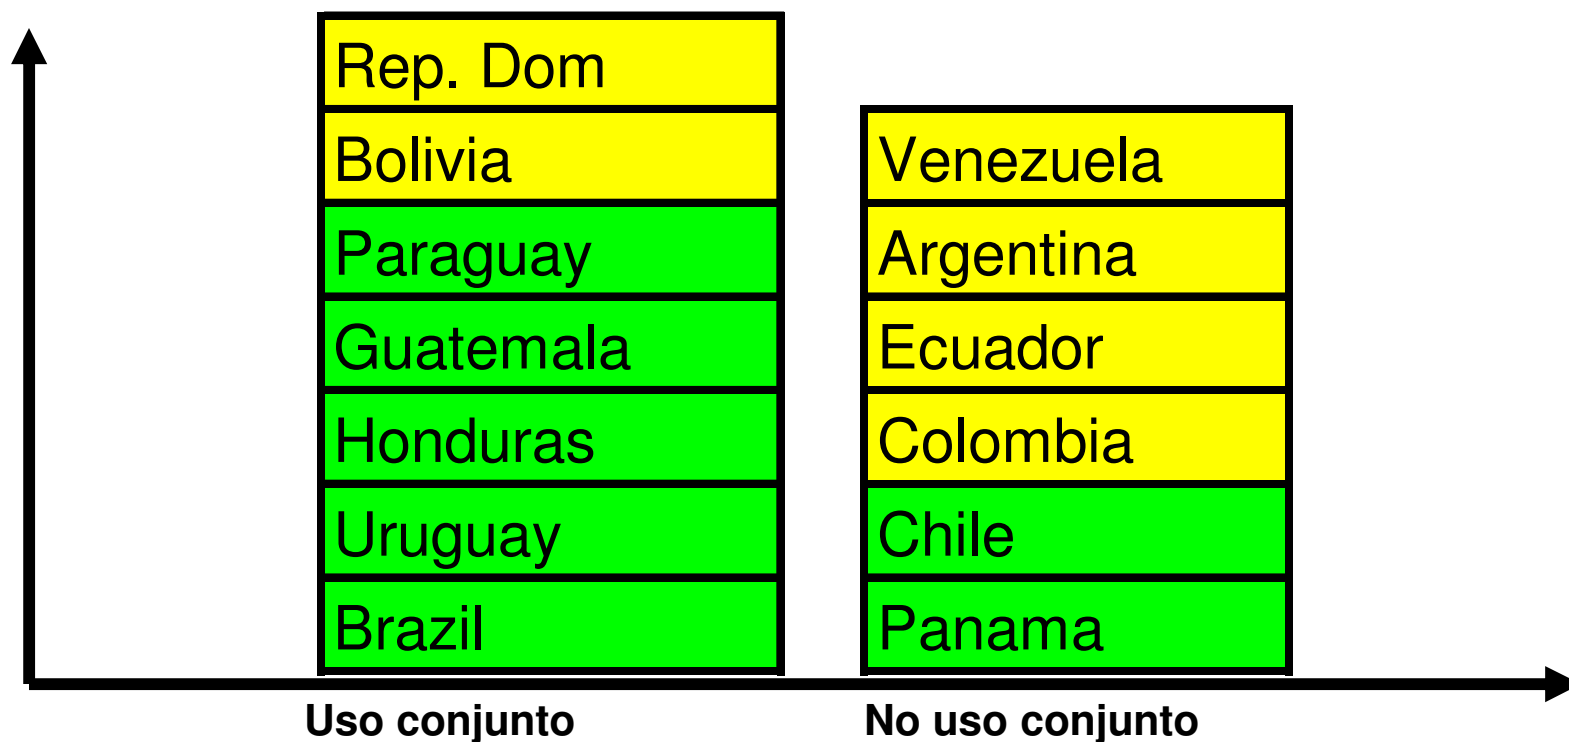 Rep. Dom
Bolivia
Paraguay
Guatemala
Honduras
Uruguay
Brazil
Venezuela
Argentina
Ecuador
Colombia
Chile
Panama
Uso conjunto
No uso conjunto